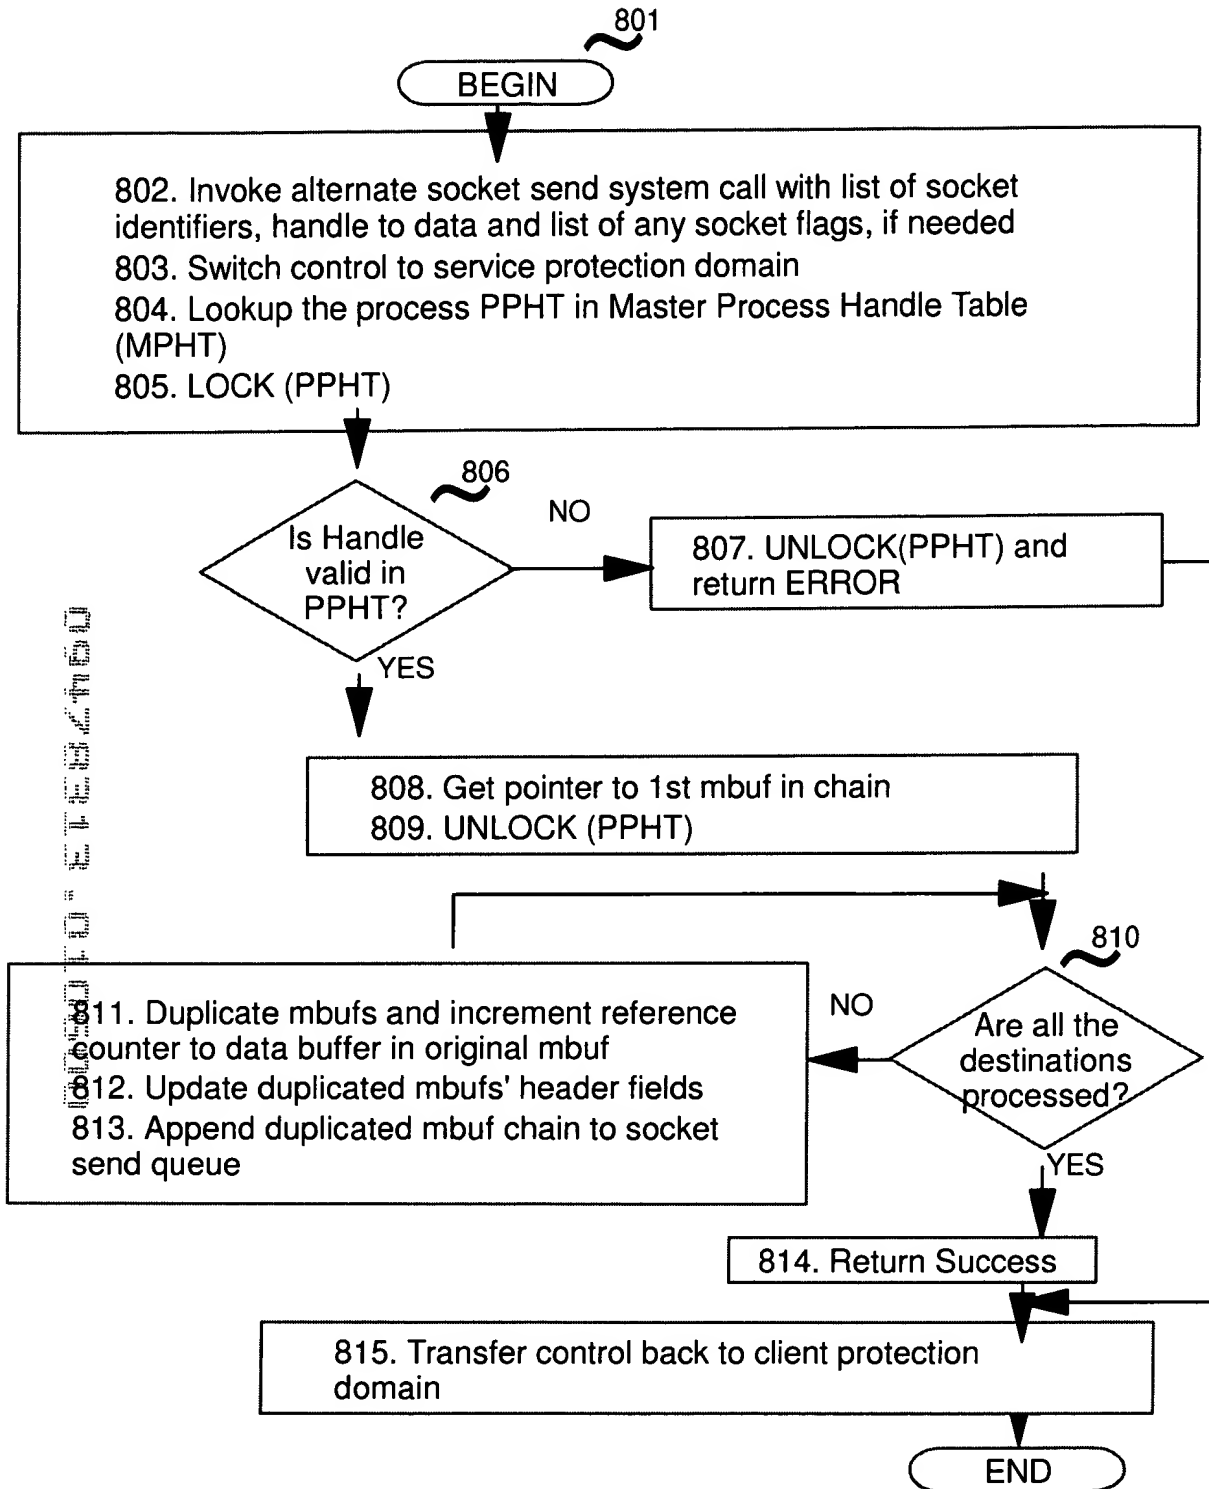 801
BEGIN
802. Invoke alternate socket send system call with list of socket
identifiers, handle to data and list of any socket flags, if needed
803. Switch control to service protection domain
804. Lookup the process PPHT in Master Process Handle Table
(MPHT)
805. LOCK (PPHT)
806
Is Handle
valid in
PPHT?
NO
807. UNLOCK(PPHT) and
return ERROR
YES
808. Get pointer to 1st mbuf in chain
809. UNLOCK (PPHT)
810
Are all the
destinations
processed?
NO
811. Duplicate mbufs and increment reference
counter to data buffer in original mbuf
812. Update duplicated mbufs' header fields
813. Append duplicated mbuf chain to socket
send queue
YES
814. Return Success
815. Transfer control back to client protection
domain
END